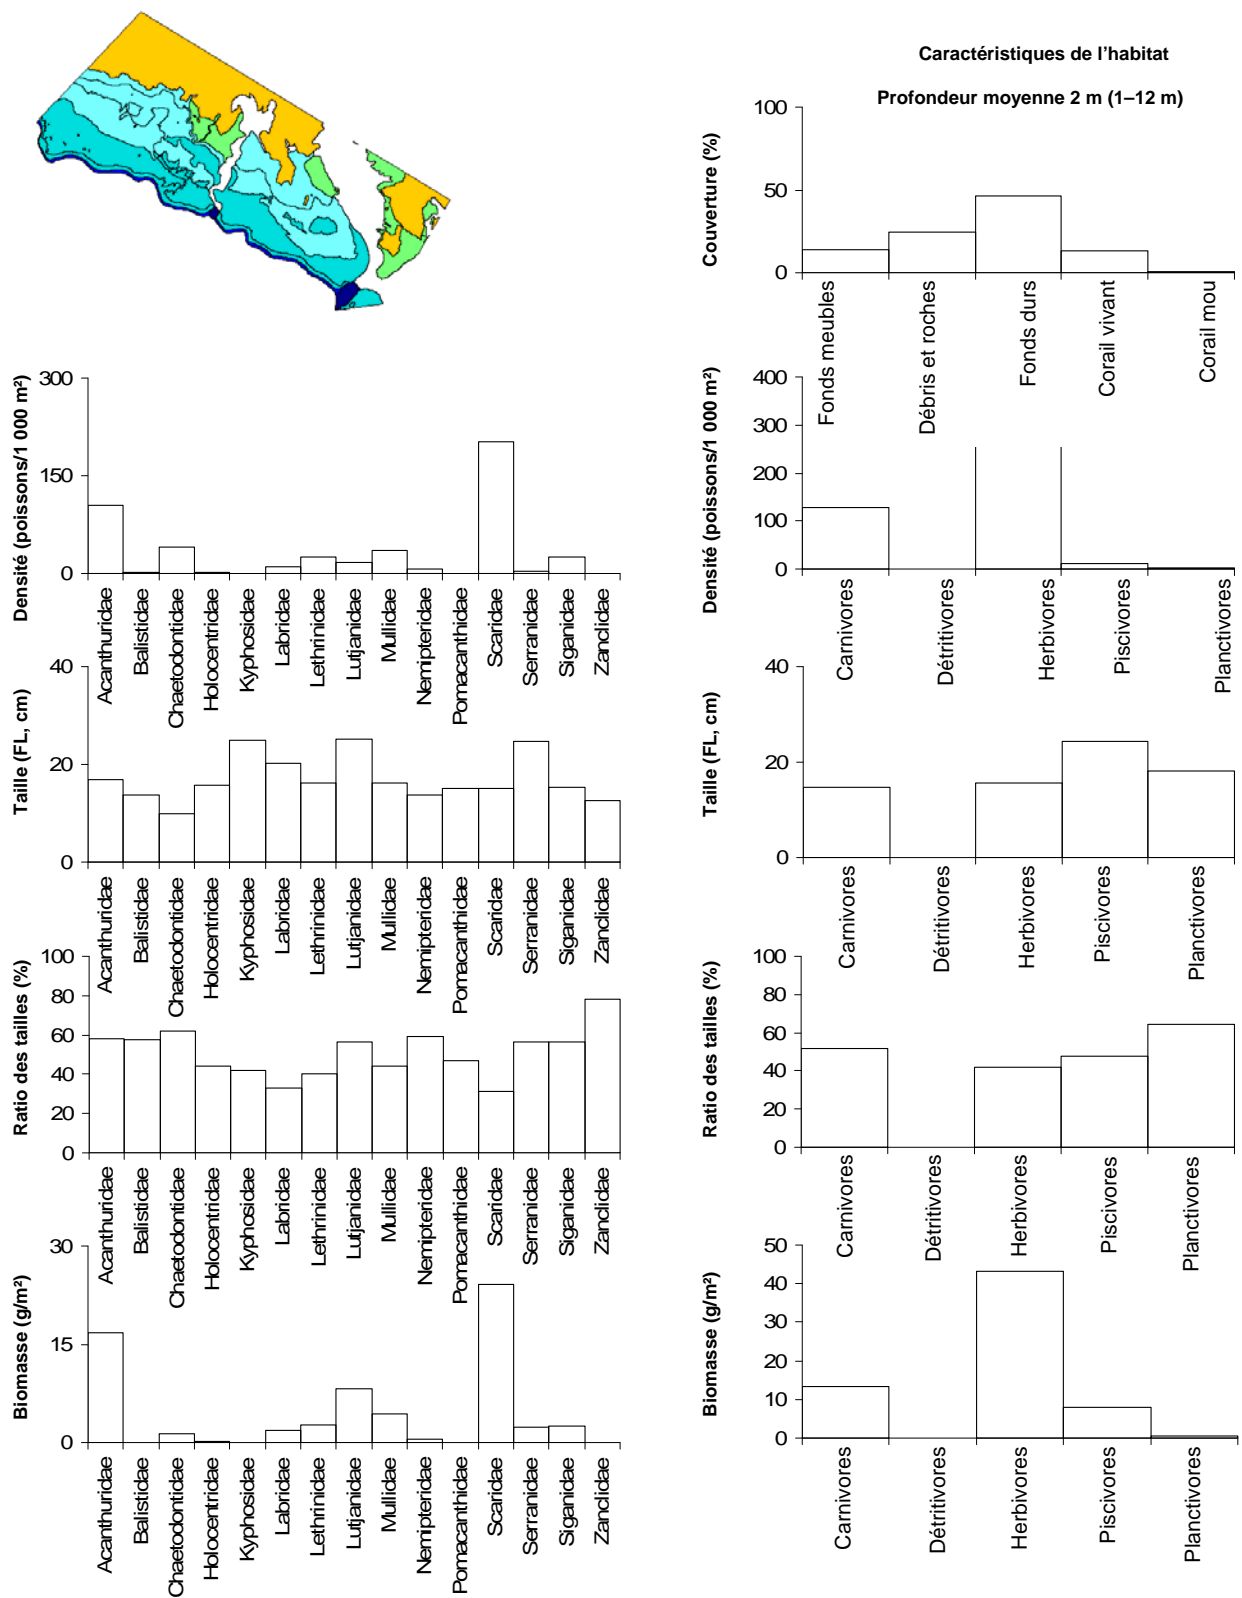 Caractéristiques de l'habitat
Profondeur moyenne 2 m (1–12 m)
Couverture (%)
100
50
0
Fonds meubles
Débris et roches
Fonds durs
Corail vivant
Corail mou
Densité (poissons/1 000 m²)
300
150
0
Acanthuridae
Balistidae
Chaetodontidae
Holocentridae
Kyphosidae
Labridae
Lethrinidae
Lutjanidae
Mullidae
Nemipteridae
Pomacanthidae
Scaridae
Serranidae
Siganidae
Zanclidae
Densité (poissons/1 000 m²)
400
300
200
100
0
Carnivores
Détritivores
Herbivores
Piscivores
Planctivores
Taille (FL, cm)
40
20
0
Acanthuridae
Balistidae
Chaetodontidae
Holocentridae
Kyphosidae
Labridae
Lethrinidae
Lutjanidae
Mullidae
Nemipteridae
Pomacanthidae
Scaridae
Serranidae
Siganidae
Zanclidae
Taille (FL, cm)
40
20
0
Carnivores
Détritivores
Herbivores
Piscivores
Planctivores
Ratio des tailles (%)
100
80
60
40
20
0
Acanthuridae
Balistidae
Chaetodontidae
Holocentridae
Kyphosidae
Labridae
Lethrinidae
Lutjanidae
Mullidae
Nemipteridae
Pomacanthidae
Scaridae
Serranidae
Siganidae
Zanclidae
Ratio des tailles (%)
100
80
60
40
20
0
Carnivores
Détritivores
Herbivores
Piscivores
Planctivores
Biomasse (g/m²)
30
15
0
Acanthuridae
Balistidae
Chaetodontidae
Holocentridae
Kyphosidae
Labridae
Lethrinidae
Lutjanidae
Mullidae
Nemipteridae
Pomacanthidae
Scaridae
Serranidae
Siganidae
Zanclidae
Biomasse (g/m²)
50
40
30
20
10
0
Carnivores
Détritivores
Herbivores
Piscivores
Planctivores